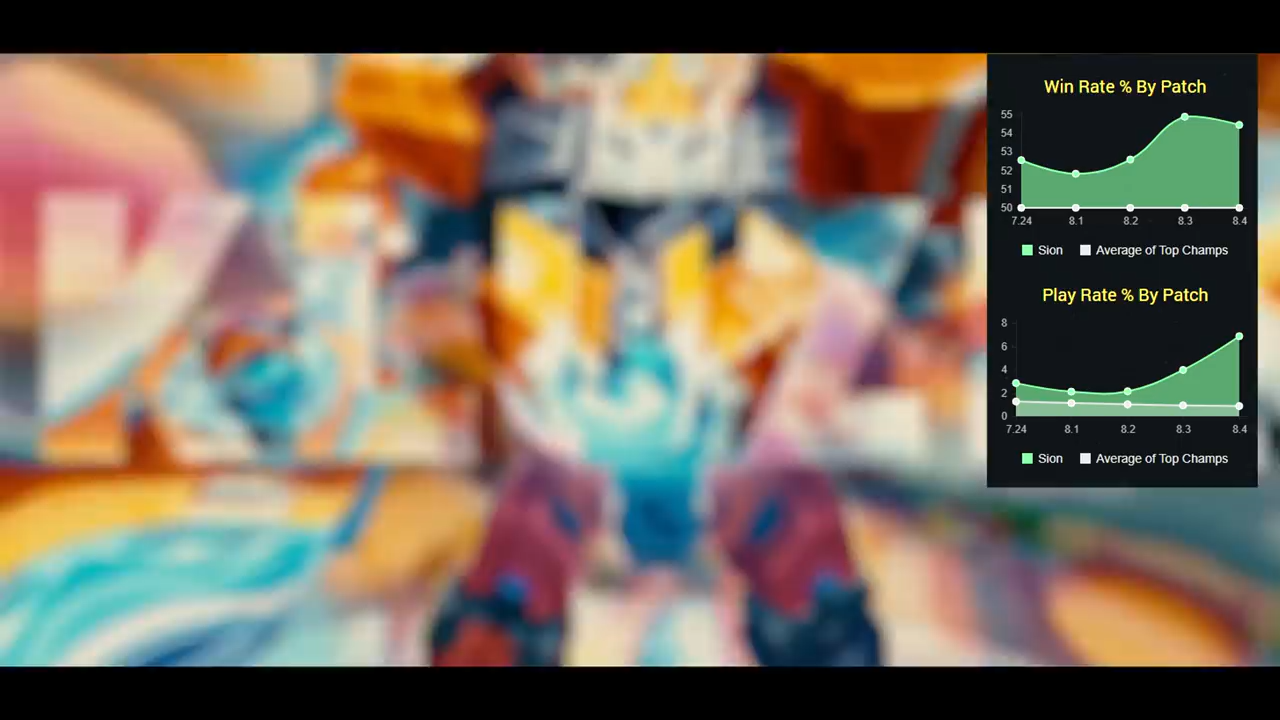 Win Rate % By Patch
55
54
53
52
51
50
7.24 8.1 8.2 8.3 8.4
Sion Average of Top Champs
Play Rate % By Patch
8
6
4
2
0
7.24 8.1 8.2 8.3 8.4
Sion Average of Top Champs